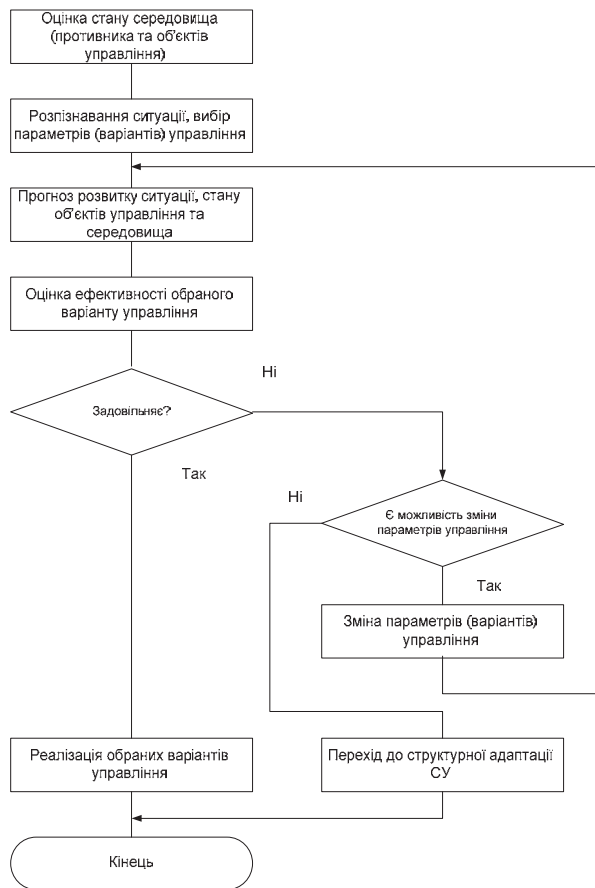 Оцінка стану середовища
(противника та об'єктів
управління)
Розпізнавання ситуації, вибір
параметрів (варіантів) управління
Прогноз розвитку ситуації, стану
об'єктів управління та
середовища
Оцінка ефективності обраного
варіанту управління
Ні
Задовільняє?
Так
Ні
Є можливість зміни
параметрів управління
Так
Зміна параметрів (варіантів)
управління
Реалізація обраних варіантів
управління
Перехід до структурної адаптації
СУ
Кінець